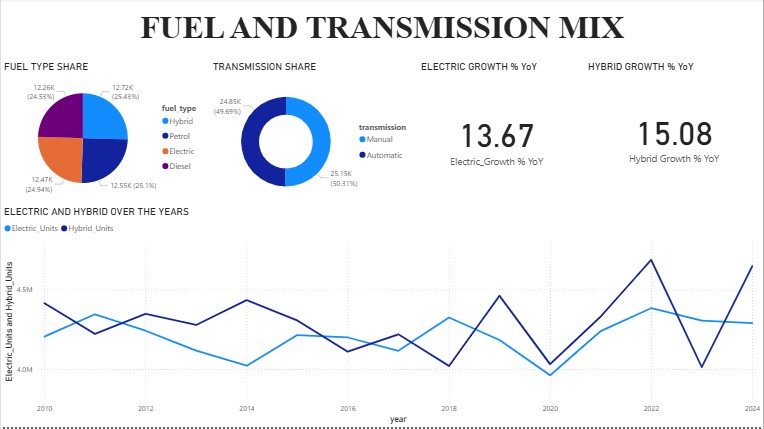 FUEL AND TRANSMISSION MIX
FUEL TYPE SHARE
12.26K
(24.53%)
12.72K
(25.43%)
12.47K
(24.94%)
12.55K (25.1%)
fuel_type
Hybrid
Petrol
Electric
Diesel
TRANSMISSION SHARE
24.85K
(49.69%)
25.15K
(50.31%)
transmission
Manual
Automatic
ELECTRIC GROWTH % YoY
13.67
Electric_Growth % YoY
HYBRID GROWTH % YoY
15.08
Hybrid Growth % YoY
ELECTRIC AND HYBRID OVER THE YEARS
Electric_Units Hybrid_Units
Electric_Units and Hybrid_Units
4.5M
4.0M
2010 2012 2014 2016 2018 2020 2022 2024
year